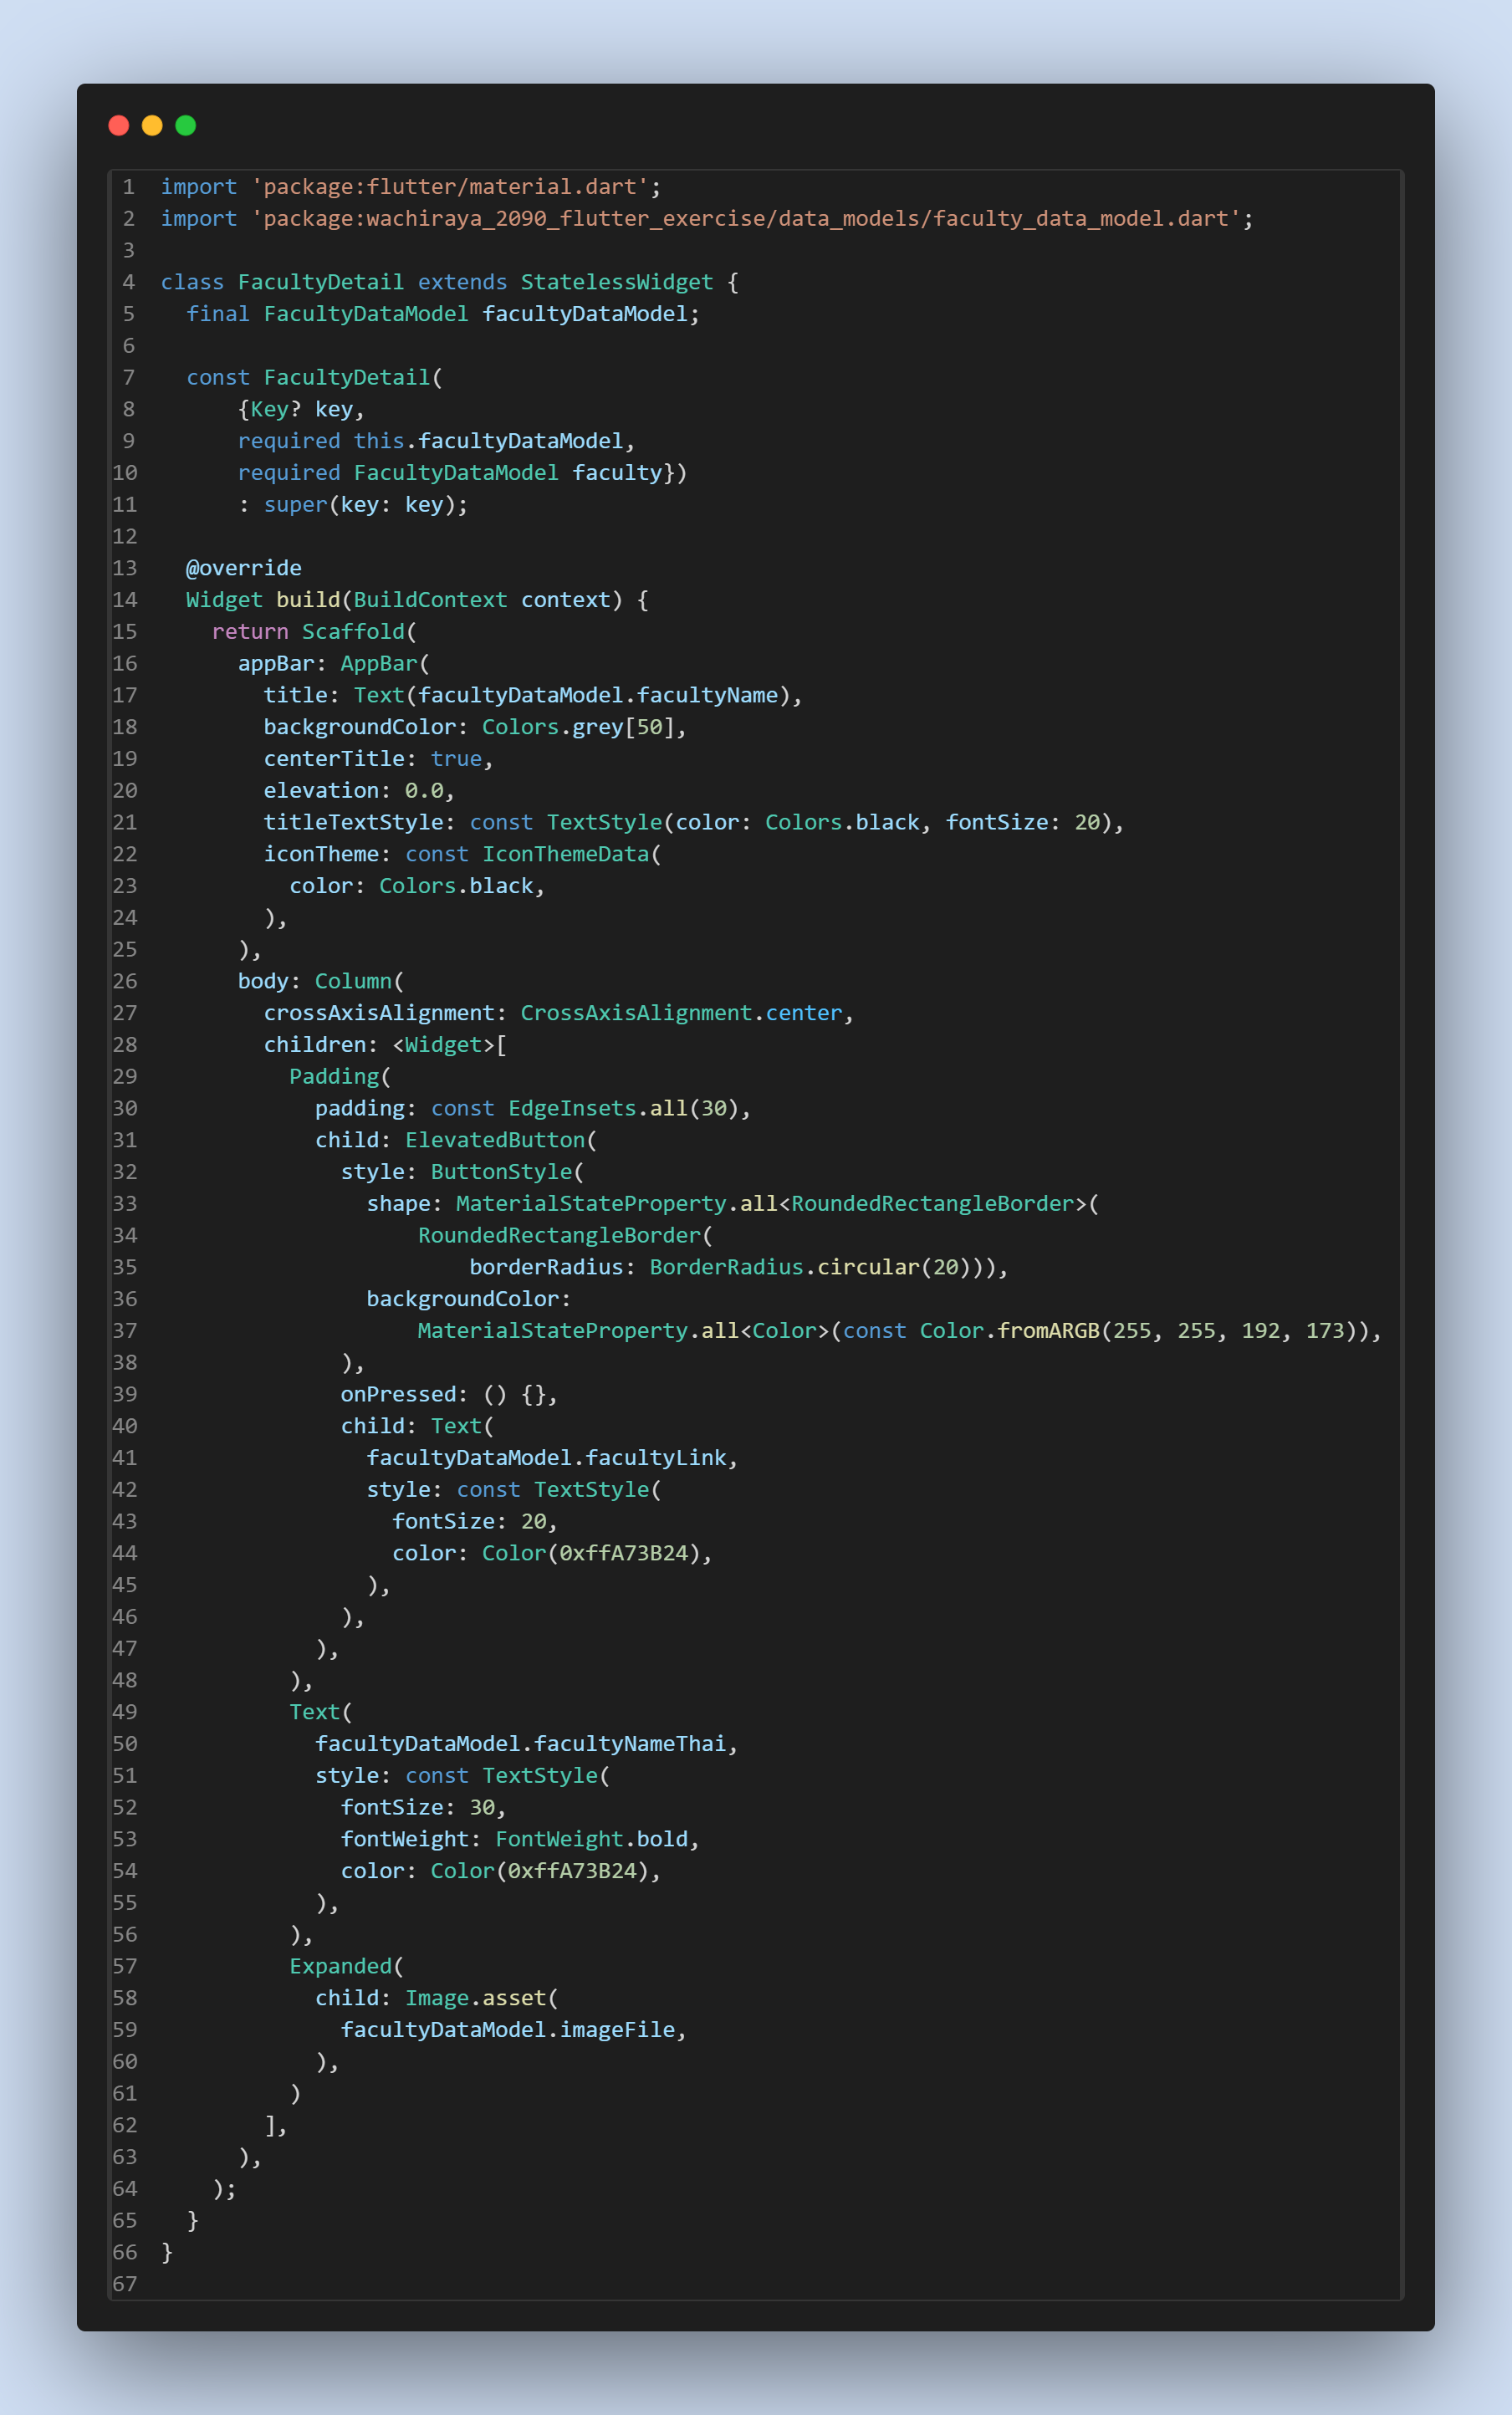 1 import 'package:flutter/material.dart';
2 import 'package:wachiraya_2090_flutter_exercise/data_models/faculty_data_model.dart';
3
4 class FacultyDetail extends StatelessWidget {
5   final FacultyDataModel facultyDataModel;
6
7   const FacultyDetail(
8       {Key? key,
9       required this.facultyDataModel,
10       required FacultyDataModel faculty})
11       : super(key: key);
12
13   @override
14   Widget build(BuildContext context) {
15     return Scaffold(
16       appBar: AppBar(
17         title: Text(facultyDataModel.facultyName),
18         backgroundColor: Colors.grey[50],
19         centerTitle: true,
20         elevation: 0.0,
21         titleTextStyle: const TextStyle(color: Colors.black, fontSize: 20),
22         iconTheme: const IconThemeData(
23           color: Colors.black,
24         ),
25       ),
26       body: Column(
27         crossAxisAlignment: CrossAxisAlignment.center,
28         children: <Widget>[
29           Padding(
30             padding: const EdgeInsets.all(30),
31             child: ElevatedButton(
32               style: ButtonStyle(
33                 shape: MaterialStateProperty.all<RoundedRectangleBorder>(
34                     RoundedRectangleBorder(
35                         borderRadius: BorderRadius.circular(20))),
36                 backgroundColor:
37                     MaterialStateProperty.all<Color>(const Color.fromARGB(255, 255, 192, 173)),
38               ),
39               onPressed: () {},
40               child: Text(
41                 facultyDataModel.facultyLink,
42                 style: const TextStyle(
43                   fontSize: 20,
44                   color: Color(0xffA73B24),
45                 ),
46               ),
47             ),
48           ),
49           Text(
50             facultyDataModel.facultyNameThai,
51             style: const TextStyle(
52               fontSize: 30,
53               fontWeight: FontWeight.bold,
54               color: Color(0xffA73B24),
55             ),
56           ),
57           Expanded(
58             child: Image.asset(
59               facultyDataModel.imageFile,
60             ),
61           )
62         ],
63       ),
64     );
65   }
66 }
67